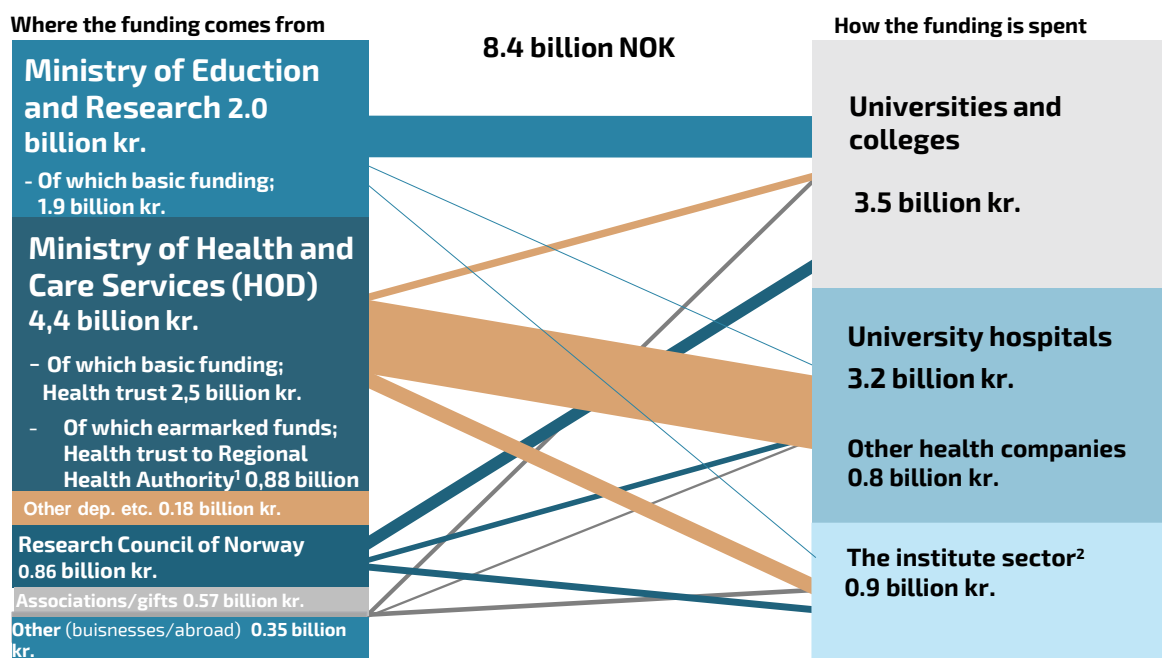 Where the funding comes from
8.4 billion NOK
How the funding is spent
Ministry of Eduction
and Research 2.0
billion kr.
- Of which basic funding;
1.9 billion kr.
Ministry of Health and
Care Services (HOD)
4,4 billion kr.
- Of which basic funding;
Health trust 2,5 billion kr.
- Of which earmarked funds;
Health trust to Regional
Health Authority¹ 0,88 billion
Other dep. etc. 0.18 billion kr.
Research Council of Norway
0.86 billion kr.
Associations/gifts 0.57 billion kr.
Other (buisnesses/abroad) 0.35 billion
kr.
Universities and
colleges
3.5 billion kr.
University hospitals
3.2 billion kr.
Other health companies
0.8 billion kr.
The institute sector²
0.9 billion kr.